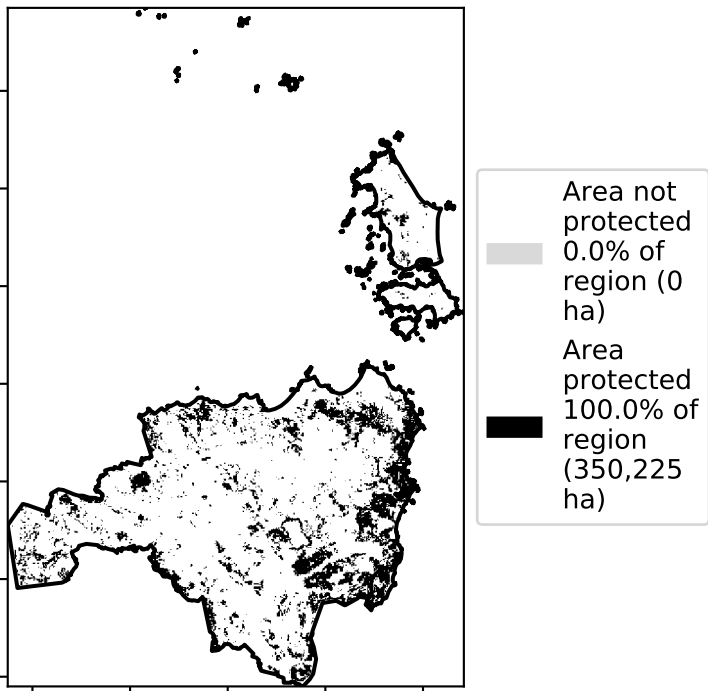 Area not
protected
0.0% of
region (0
ha)
Area
protected
100.0% of
region
(350,225
ha)